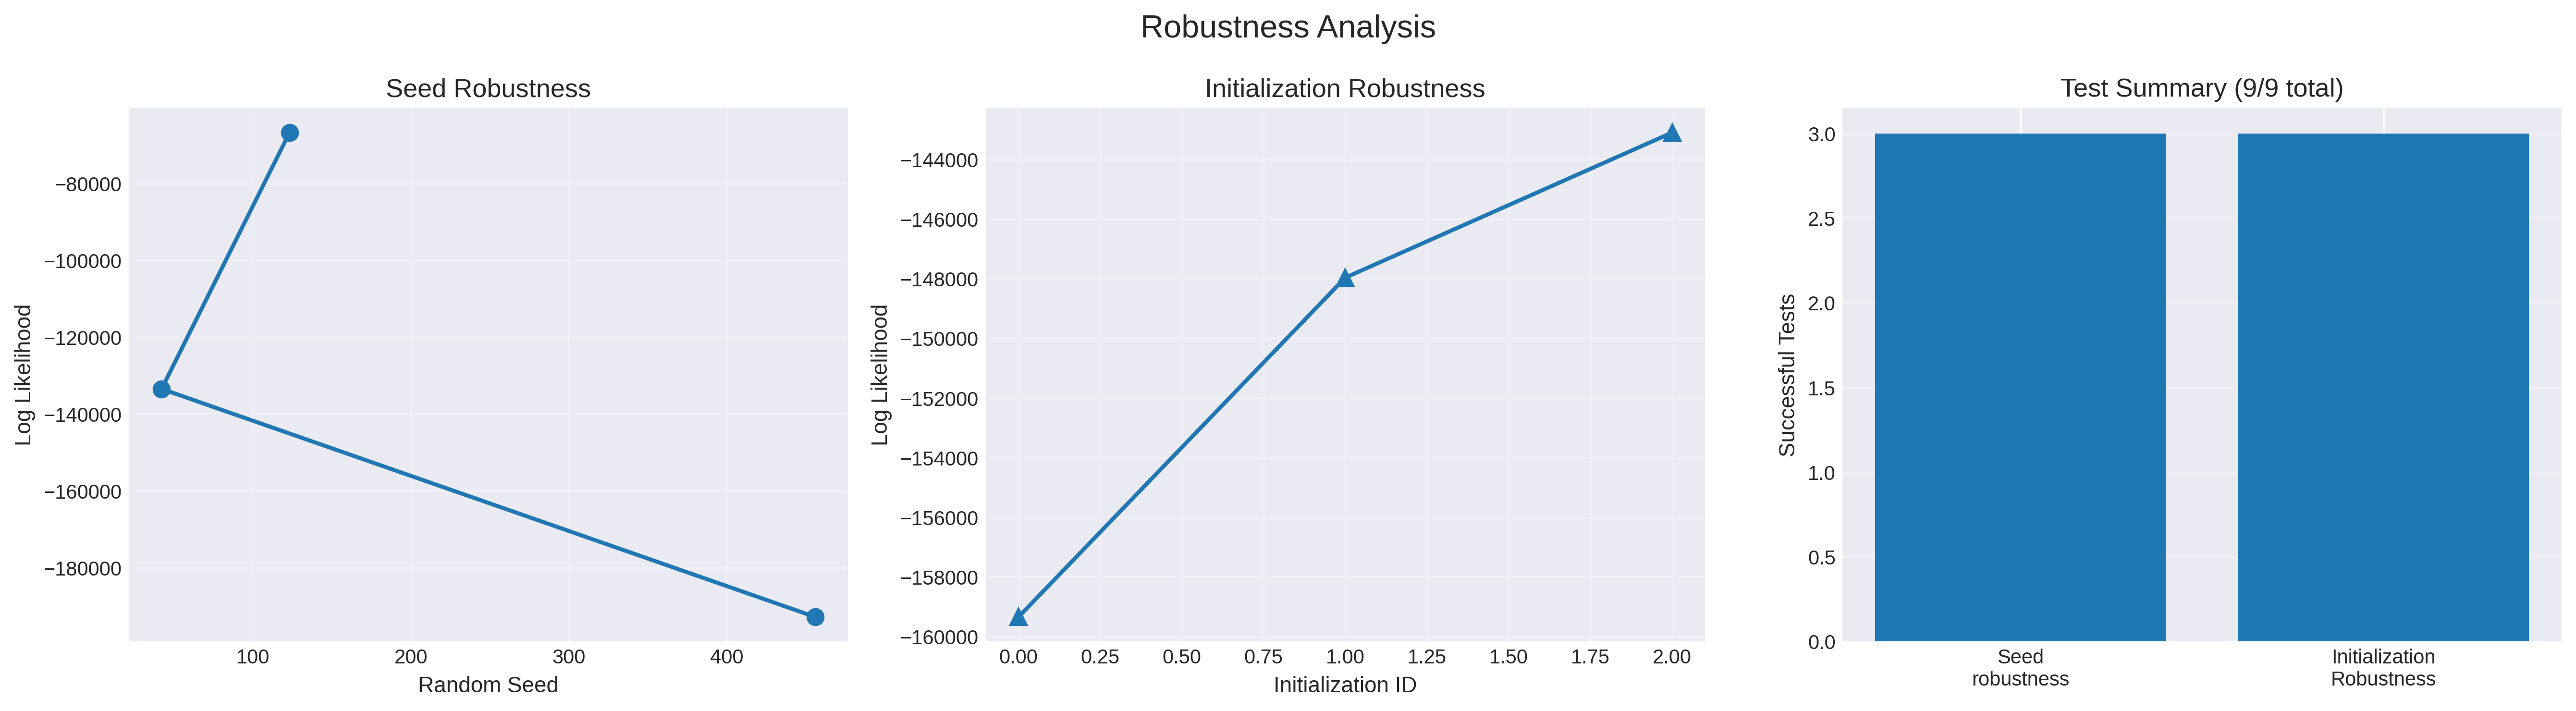 Robustness Analysis
Seed Robustness
Log Likelihood
−80000
−100000
−120000
−140000
−160000
−180000
100 200 300 400
Random Seed
Initialization Robustness
Log Likelihood
−144000
−146000
−148000
−150000
−152000
−154000
−156000
−158000
−160000
0.00 0.25 0.50 0.75 1.00 1.25 1.50 1.75 2.00
Initialization ID
Test Summary (9/9 total)
Successful Tests
3.0
2.5
2.0
1.5
1.0
0.5
0.0
Seed
robustness
Initialization
Robustness